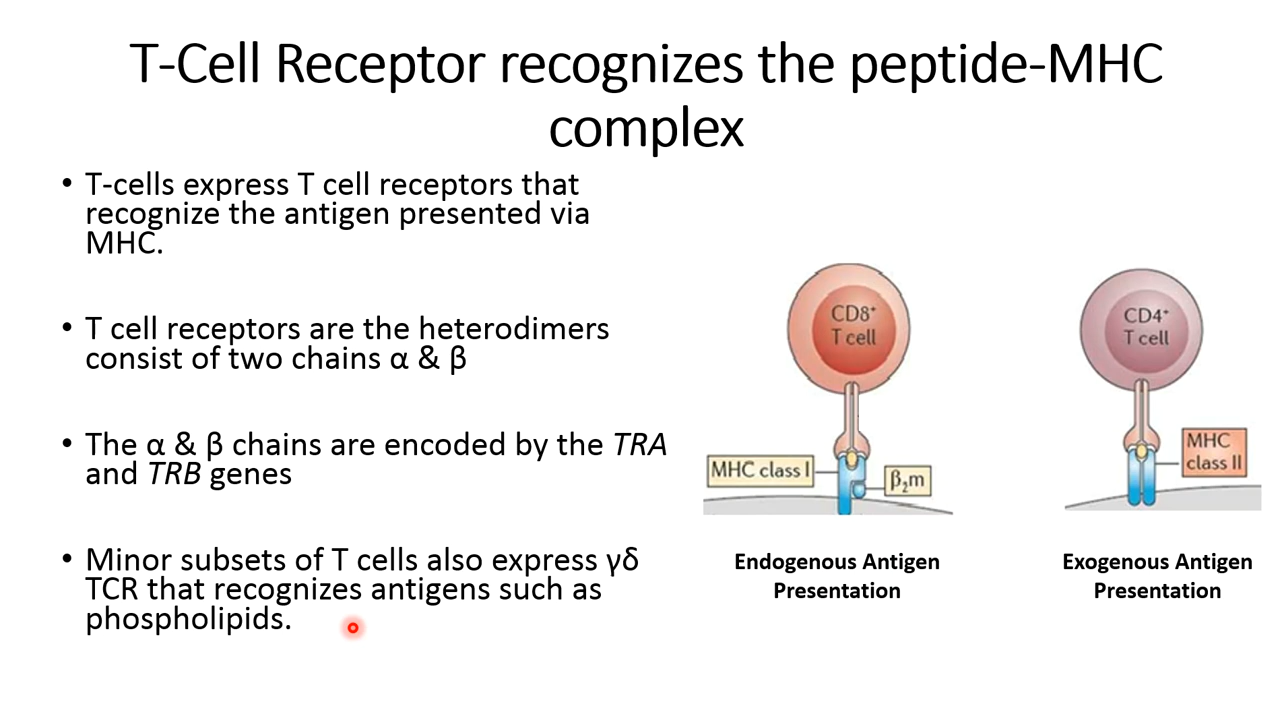 T-Cell Receptor recognizes the peptide-MHC
complex
• T-cells express T cell receptors that
recognize the antigen presented via
MHC.
• T cell receptors are the heterodimers
consist of two chains α & β
• The α & β chains are encoded by the TRA
and TRB genes
• Minor subsets of T cells also express γδ
TCR that recognizes antigens such as
phospholipids.
CD8⁺
T cell
MHC class I
β₂m
Endogenous Antigen
Presentation
CD4⁺
T cell
MHC
class II
Exogenous Antigen
Presentation